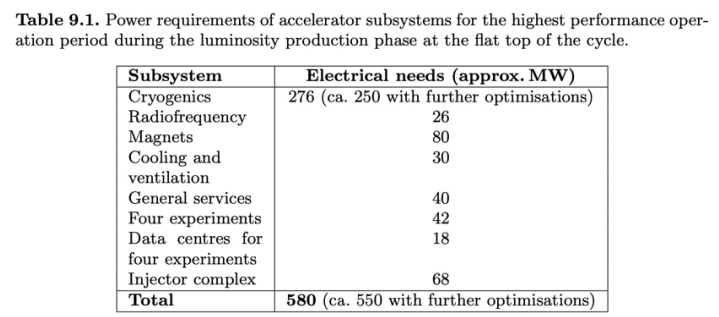 Table 9.1. Power requirements of accelerator subsystems for the highest performance oper-
ation period during the luminosity production phase at the flat top of the cycle.
Subsystem Electrical needs (approx. MW)
Cryogenics 276 (ca. 250 with further optimisations)
Radiofrequency 26
Magnets 80
Cooling and 30
ventilation
General services 40
Four experiments 42
Data centres for 18
four experiments
Injector complex 68
Total 580 (ca. 550 with further optimisations)